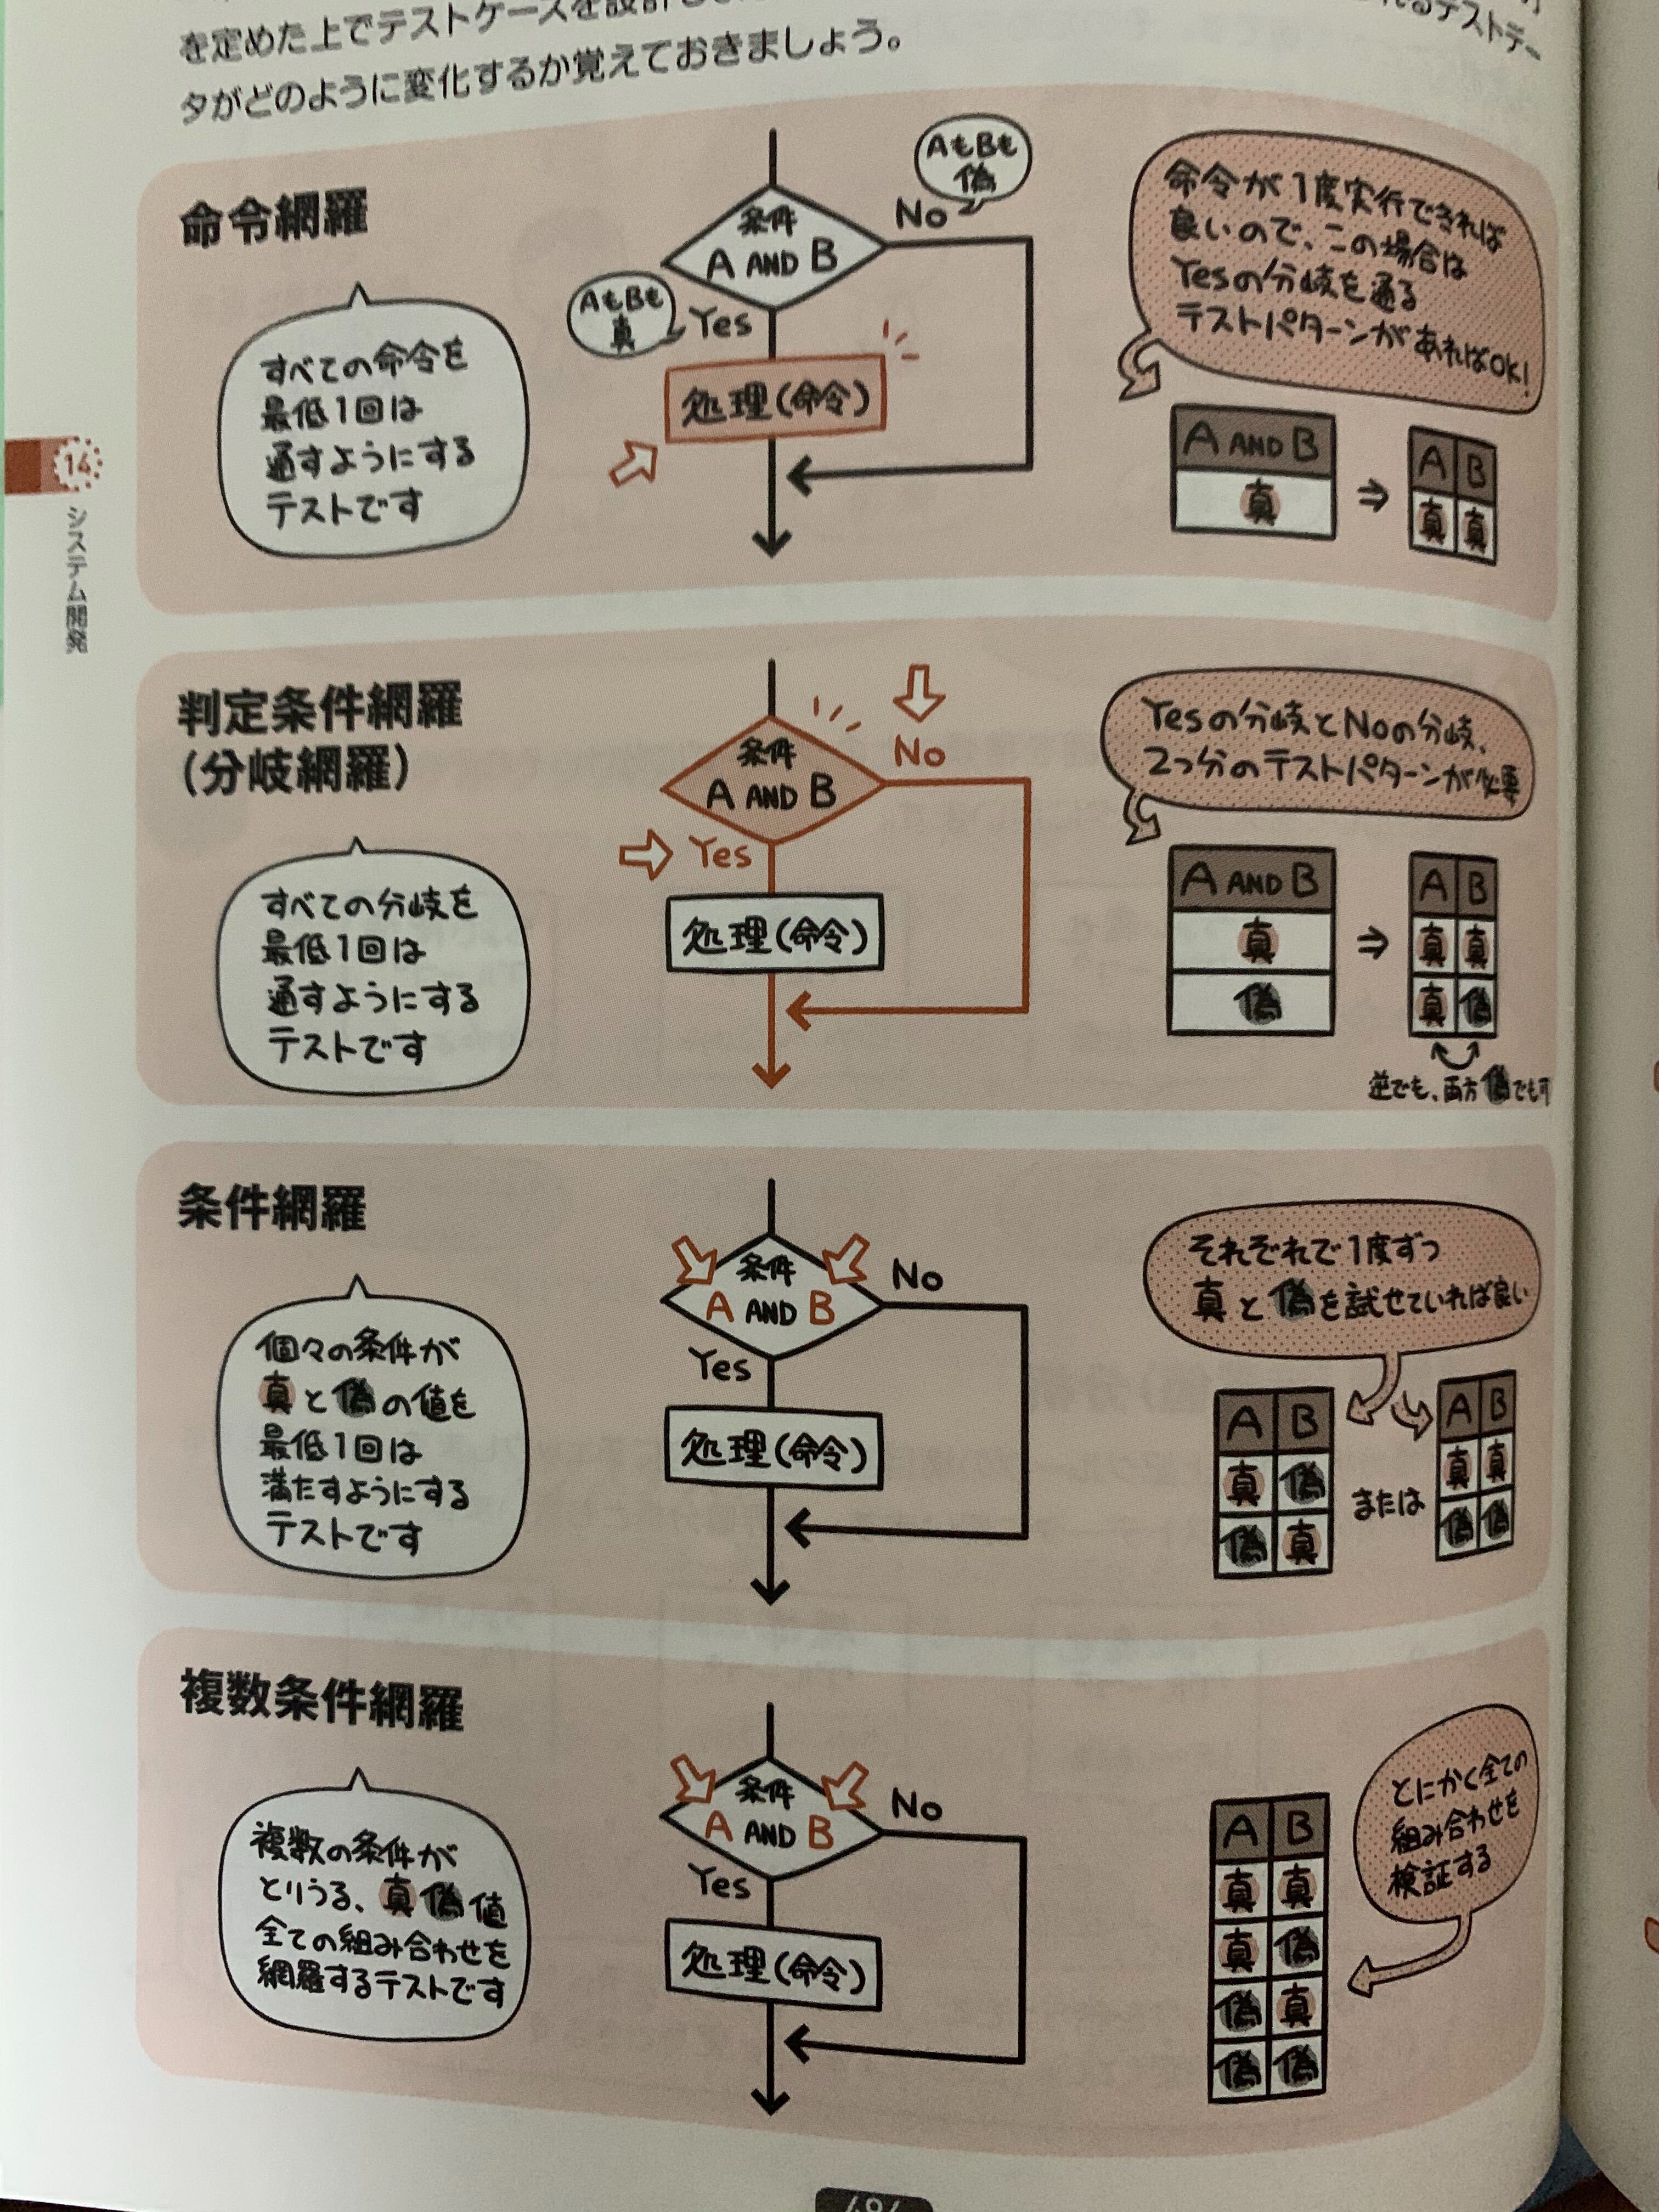 を定めた上でテストケースを設計し
れるテストデー
タがどのように変化するか覚えておきましょう。
命令網羅
すべての命令を
最低1回は
通すようにする
テストです
条件
A AND B
AもBも
偽
No
AもBも
真
Yes
処理(命令)
命令が1度実行できれば
良いので、この場合は
Yesの分岐を通る
テストパターンがあればOK!
A AND B
真
⇒
A B
真 真
14
システム開発
判定条件網羅
(分岐網羅)
すべての分岐を
最低1回は
通すようにする
テストです
条件
A AND B
No
Yes
処理(命令)
Yesの分岐とNoの分岐、
2つ分のテストパターンが必要
A AND B
真
偽
⇒
A B
真 真
真 偽
逆でも、両方偽でも可
条件網羅
個々の条件が
真と偽の値を
最低1回は
満たすようにする
テストです
条件
A AND B
No
Yes
処理(命令)
それぞれで1度ずつ
真と偽を試せていれば良い
A B
真 偽
偽 真
または
A B
真 真
偽 偽
複数条件網羅
複数の条件が
とりうる、真偽値
全ての組み合わせを
網羅するテストです
条件
A AND B
No
Yes
処理(命令)
とにかく全ての
組み合わせを
検証する
A B
真 真
真 偽
偽 真
偽 偽